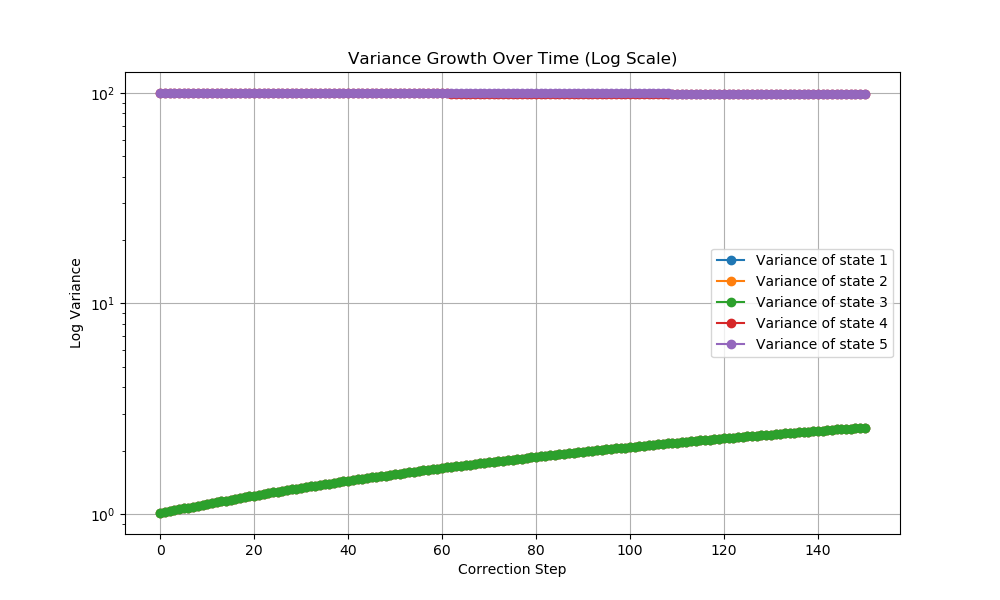 Variance Growth Over Time (Log Scale)
Log Variance
10²
10¹
10⁰
Variance of state 1
Variance of state 2
Variance of state 3
Variance of state 4
Variance of state 5
0 20 40 60 80 100 120 140
Correction Step